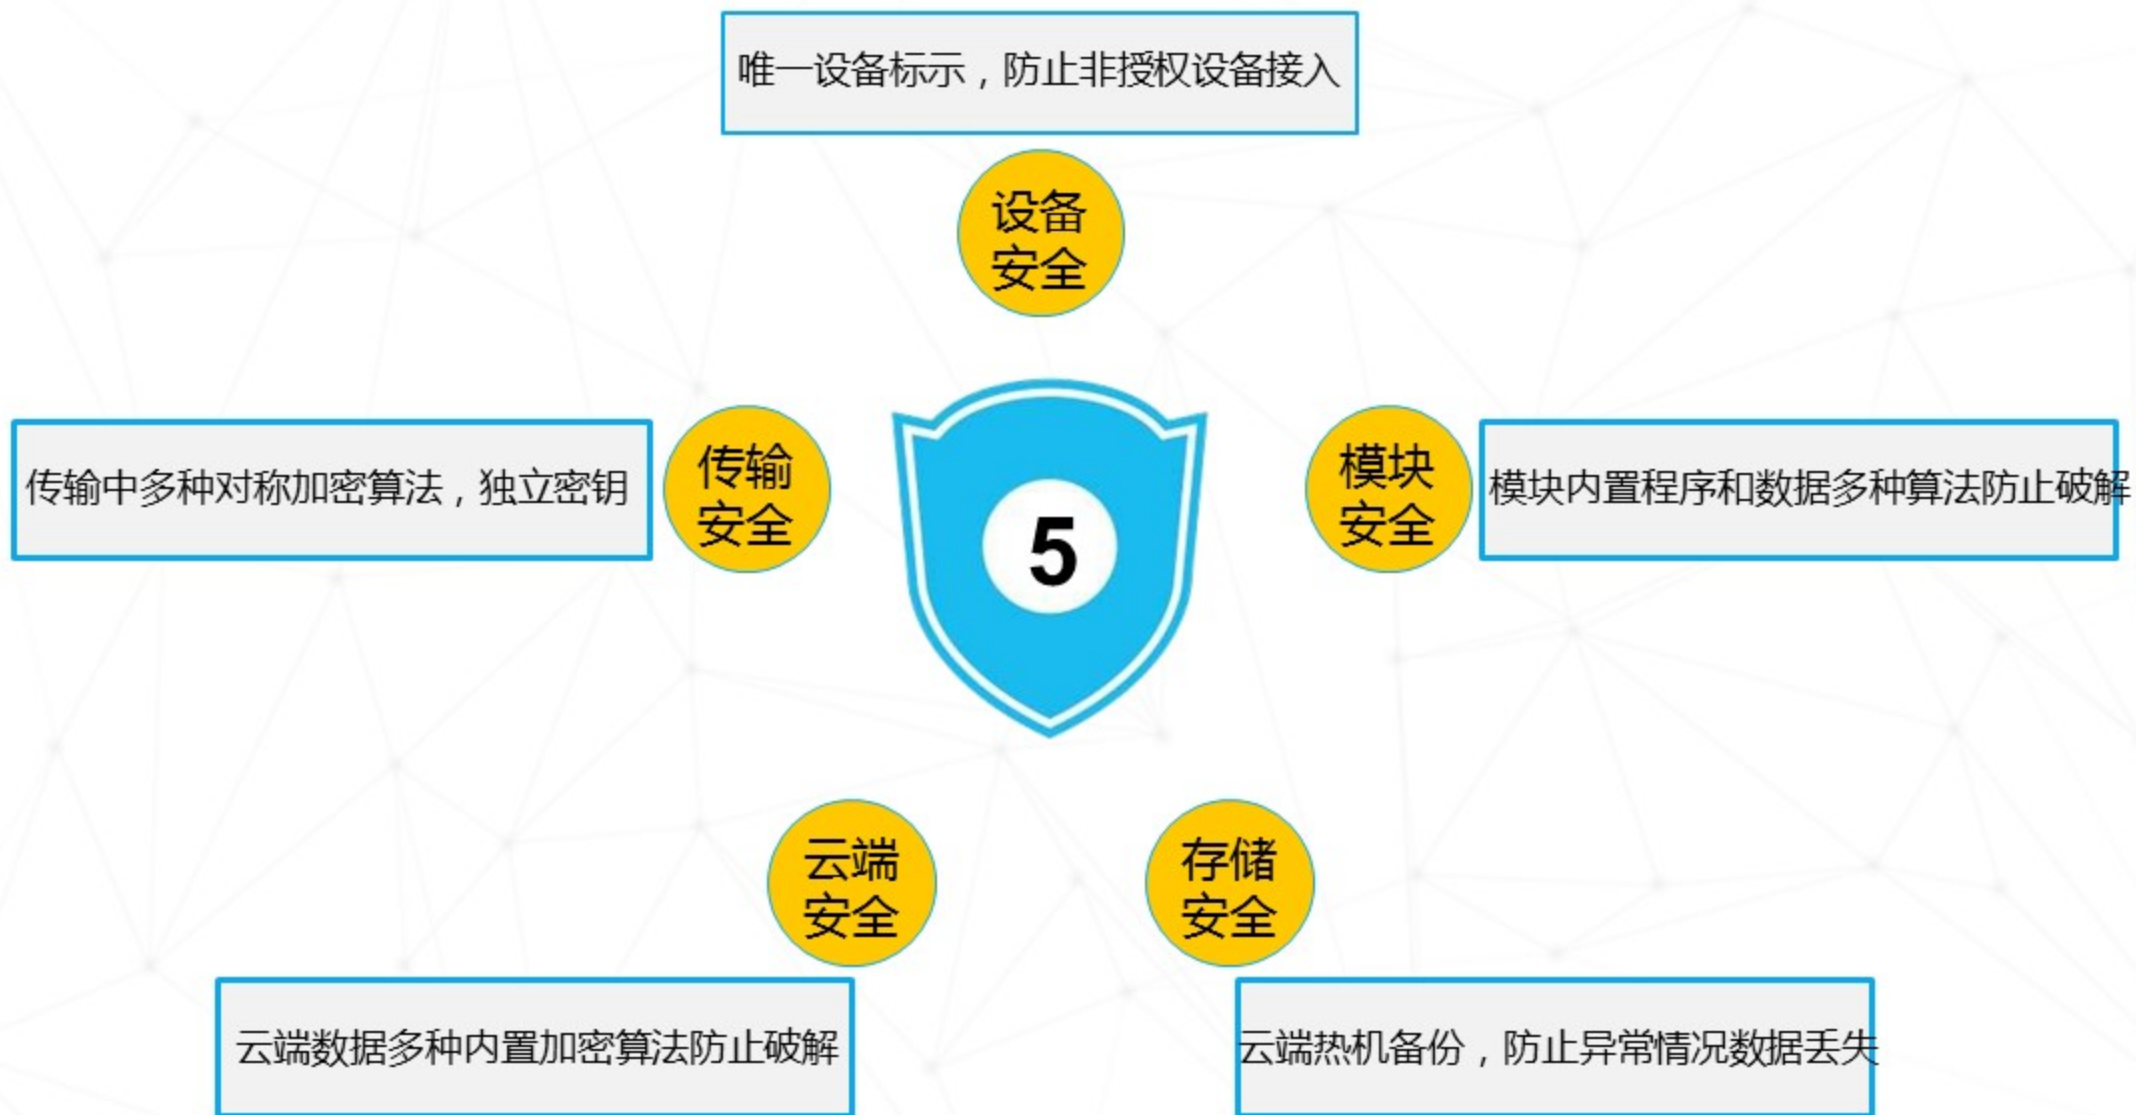 唯一设备标示，防止非授权设备接入
设备
安全
传输中多种对称加密算法，独立密钥
传输
安全
5
模块
安全
模块内置程序和数据多种算法防止破解
云端
安全
云端数据多种内置加密算法防止破解
存储
安全
云端热机备份，防止异常情况数据丢失